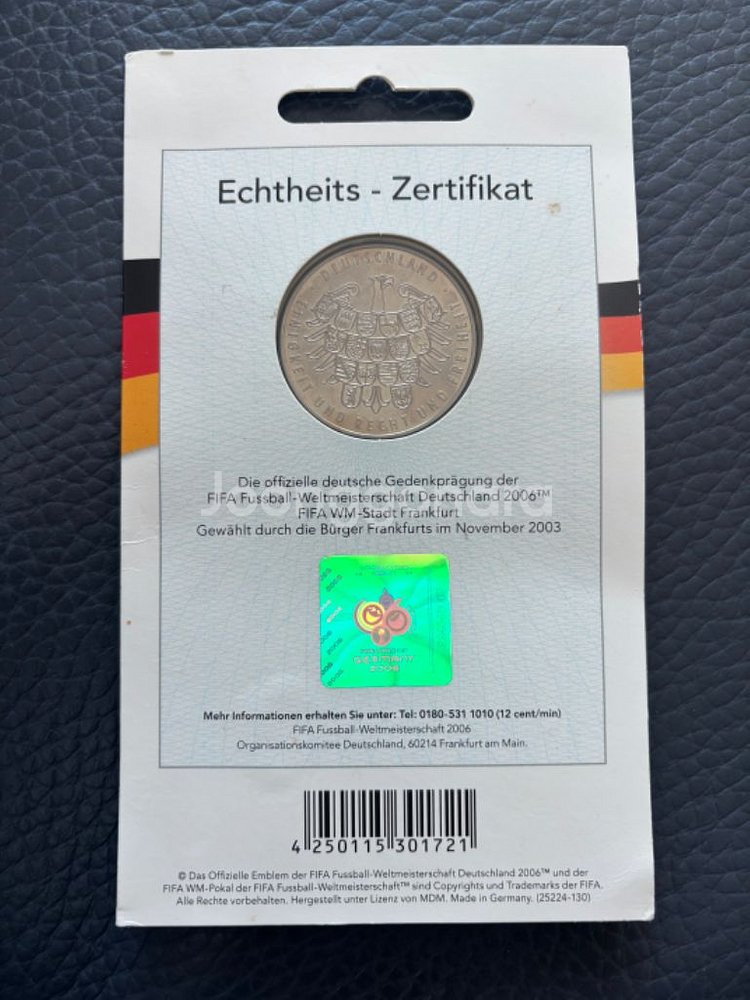 Echtheits - Zertifikat
· DEUTSCHLAND ·
EINIGKEIT UND RECHT UND FREIHEIT
Die offizielle deutsche Gedenkprägung der
FIFA Fussball-Weltmeisterschaft Deutschland 2006™
FIFA WM-Stadt Frankfurt
Gewählt durch die Bürger Frankfurts im November 2003
GERMANY
2006
Mehr Informationen erhalten Sie unter: Tel: 0180-531 1010 (12 cent/min)
FIFA Fussball-Weltmeisterschaft 2006
Organisationskomitee Deutschland, 60214 Frankfurt am Main.
4 250115 301721
© Das Offizielle Emblem der FIFA Fussball-Weltmeisterschaft Deutschland 2006™ und der
FIFA WM-Pokal der FIFA Fussball-Weltmeisterschaft™ sind Copyrights und Trademarks der FIFA.
Alle Rechte vorbehalten. Hergestellt unter Lizenz von MDM. Made in Germany. (25224-130)